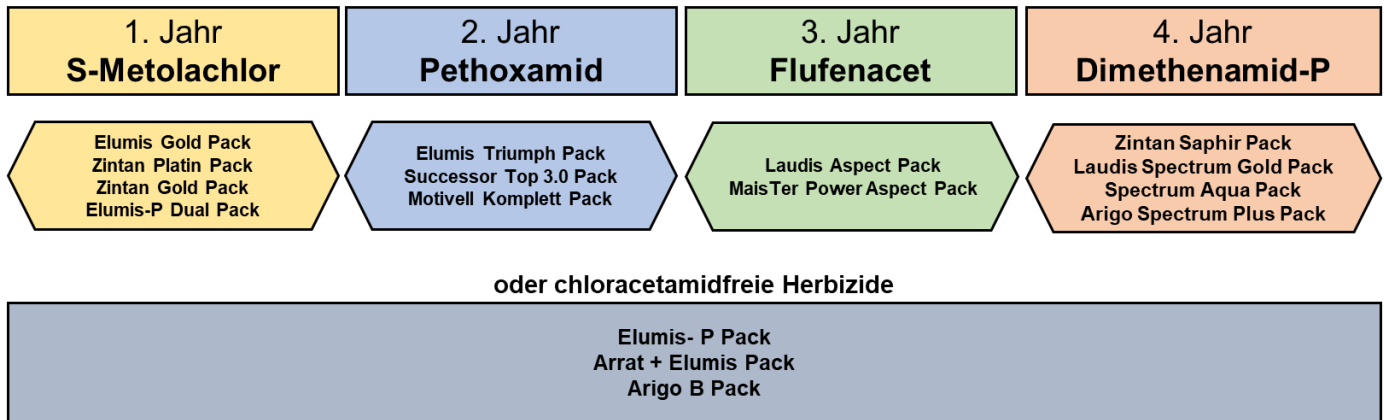 1. Jahr
S-Metolachlor
2. Jahr
Pethoxamid
3. Jahr
Flufenacet
4. Jahr
Dimethenamid-P
Elumis Gold Pack
Zintan Platin Pack
Zintan Gold Pack
Elumis-P Dual Pack
Elumis Triumph Pack
Successor Top 3.0 Pack
Motivell Komplett Pack
Laudis Aspect Pack
MaisTer Power Aspect Pack
Zintan Saphir Pack
Laudis Spectrum Gold Pack
Spectrum Aqua Pack
Arigo Spectrum Plus Pack
oder chloracetamidfreie Herbizide
Elumis- P Pack
Arrat + Elumis Pack
Arigo B Pack